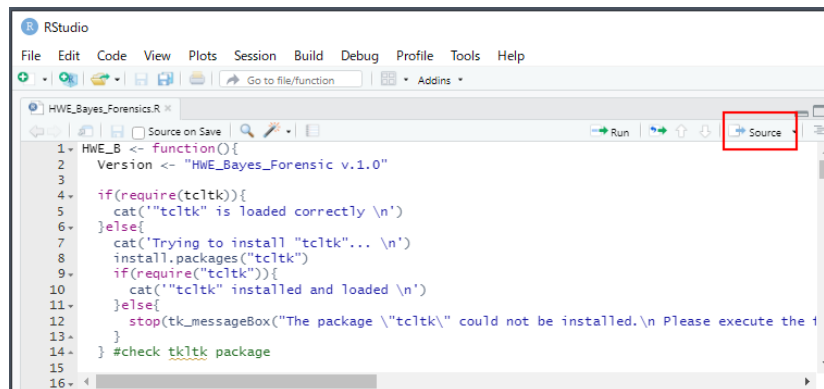 R RStudio
File Edit Code View Plots Session Build Debug Profile Tools Help
Go to file/function Addins
HWE_Bayes_Forensics.R
Source on Save Run Source
1 HWE_B <- function(){
2 Version <- "HWE_Bayes_Forensic v.1.0"
3
4 if(require(tcltk)){
5 cat('"tcltk" is loaded correctly \n')
6 }else{
7 cat('Trying to install "tcltk"... \n')
8 install.packages("tcltk")
9 if(require("tcltk")){
10 cat('"tcltk" installed and loaded \n')
11 }else{
12 stop(tk_messageBox("The package \"tcltk\" could not be installed.\n Please execute the
13 }
14 } #check tkltk package
15
16